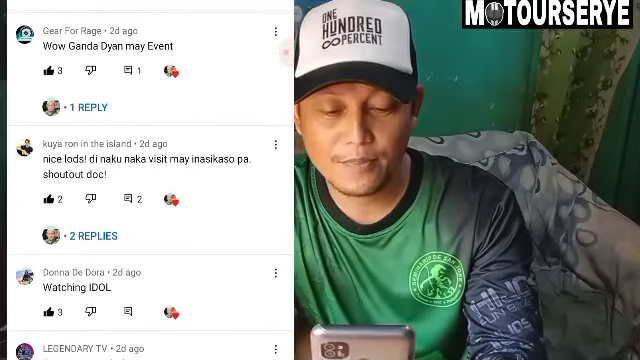 Gear For Rage • 2d ago
Wow Ganda Dyan may Event
3 1
• 1 REPLY
kuya ron in the island • 2d ago
nice lods! di naku naka visit may inasikaso pa.
shoutout doc!
2 2
• 2 REPLIES
Donna De Dora • 2d ago
Watching IDOL
3
LEGENDARY TV • 2d ago
ONE
HUNDRED
PERCENT
MOTOURSERYE